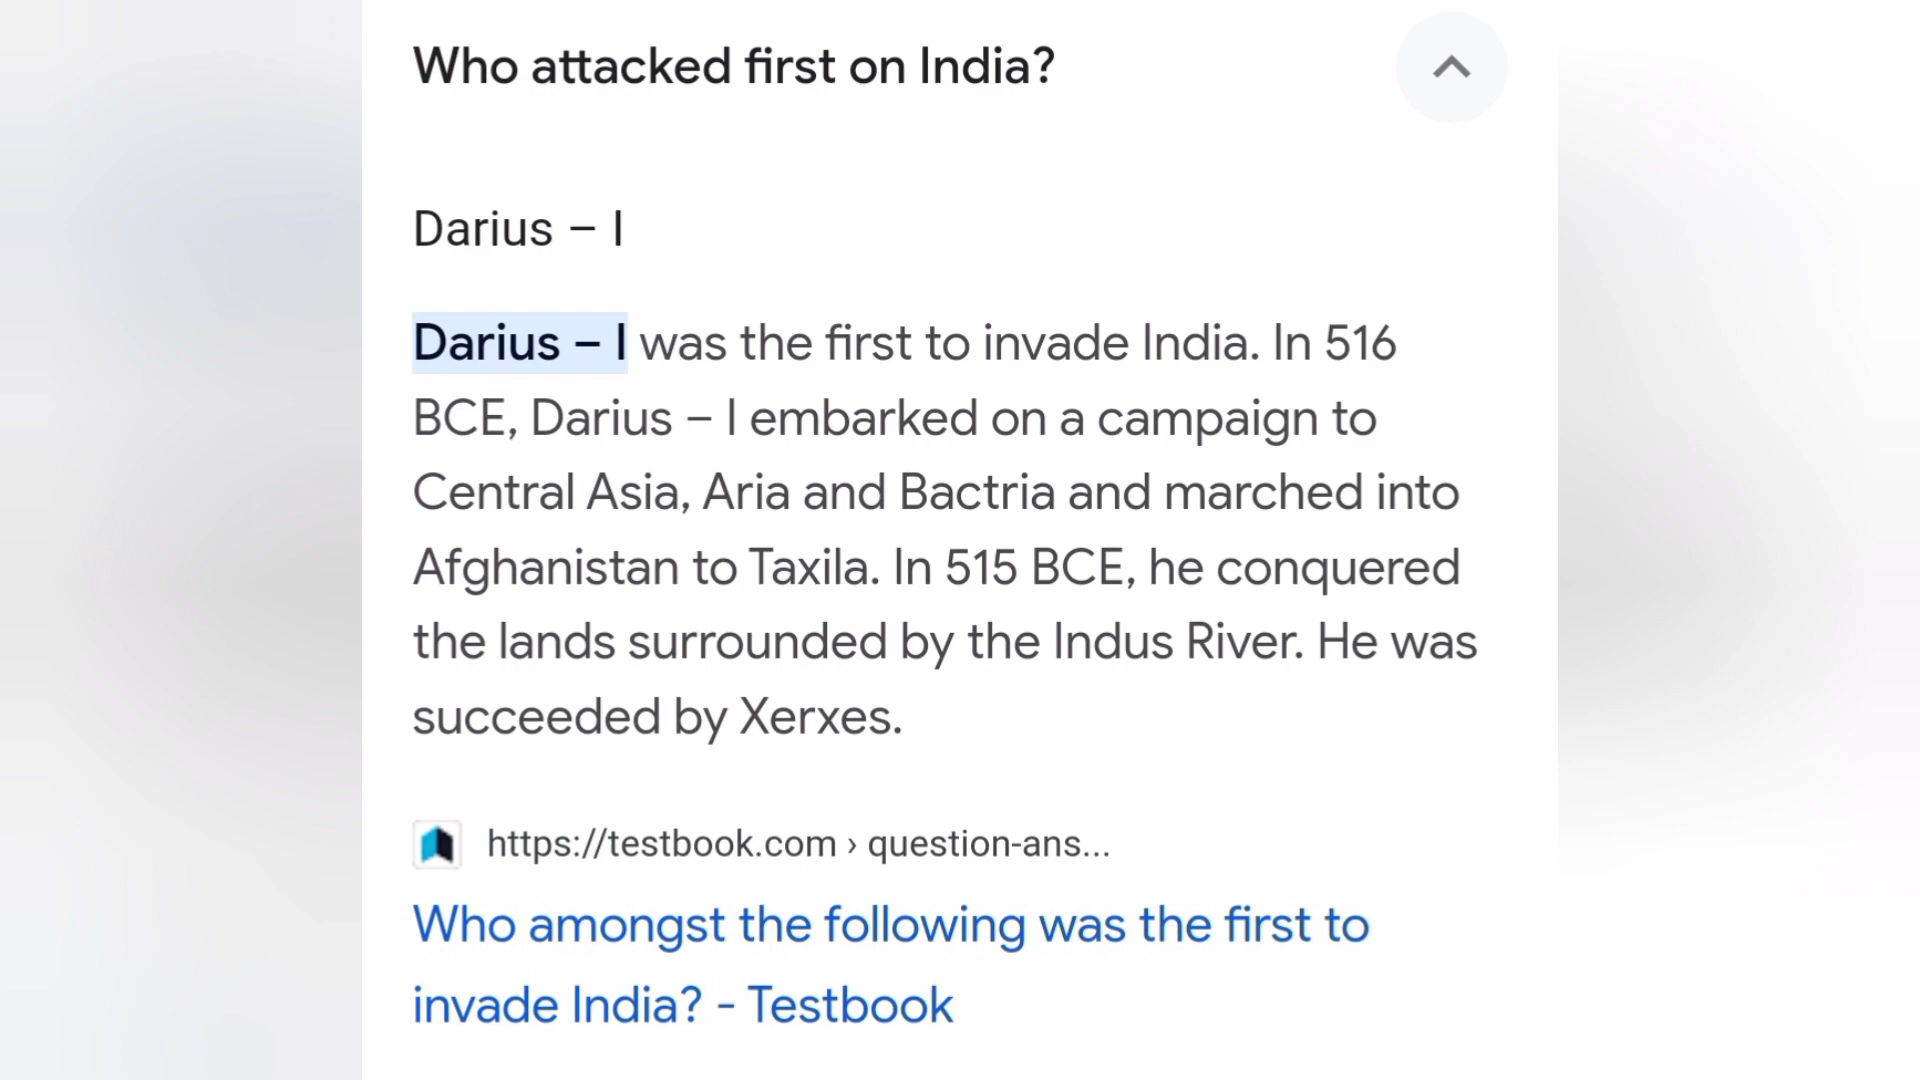 Who attacked first on India?
Darius – I
Darius – I was the first to invade India. In 516
BCE, Darius – I embarked on a campaign to
Central Asia, Aria and Bactria and marched into
Afghanistan to Taxila. In 515 BCE, he conquered
the lands surrounded by the Indus River. He was
succeeded by Xerxes.
https://testbook.com › question-ans...
Who amongst the following was the first to
invade India? - Testbook